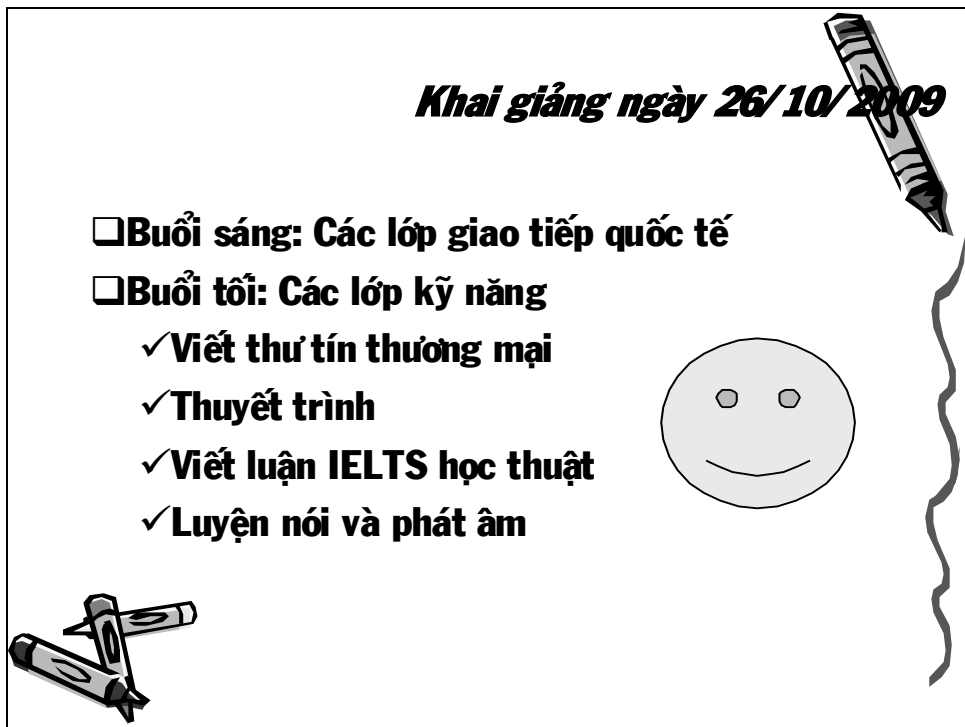 Khai giảng ngày 26/10/2009
❑Buổi sáng: Các lớp giao tiếp quốc tế
❑Buổi tối: Các lớp kỹ năng
✓Viết thư tín thương mại
✓Thuyết trình
✓Viết luận IELTS học thuật
✓Luyện nói và phát âm